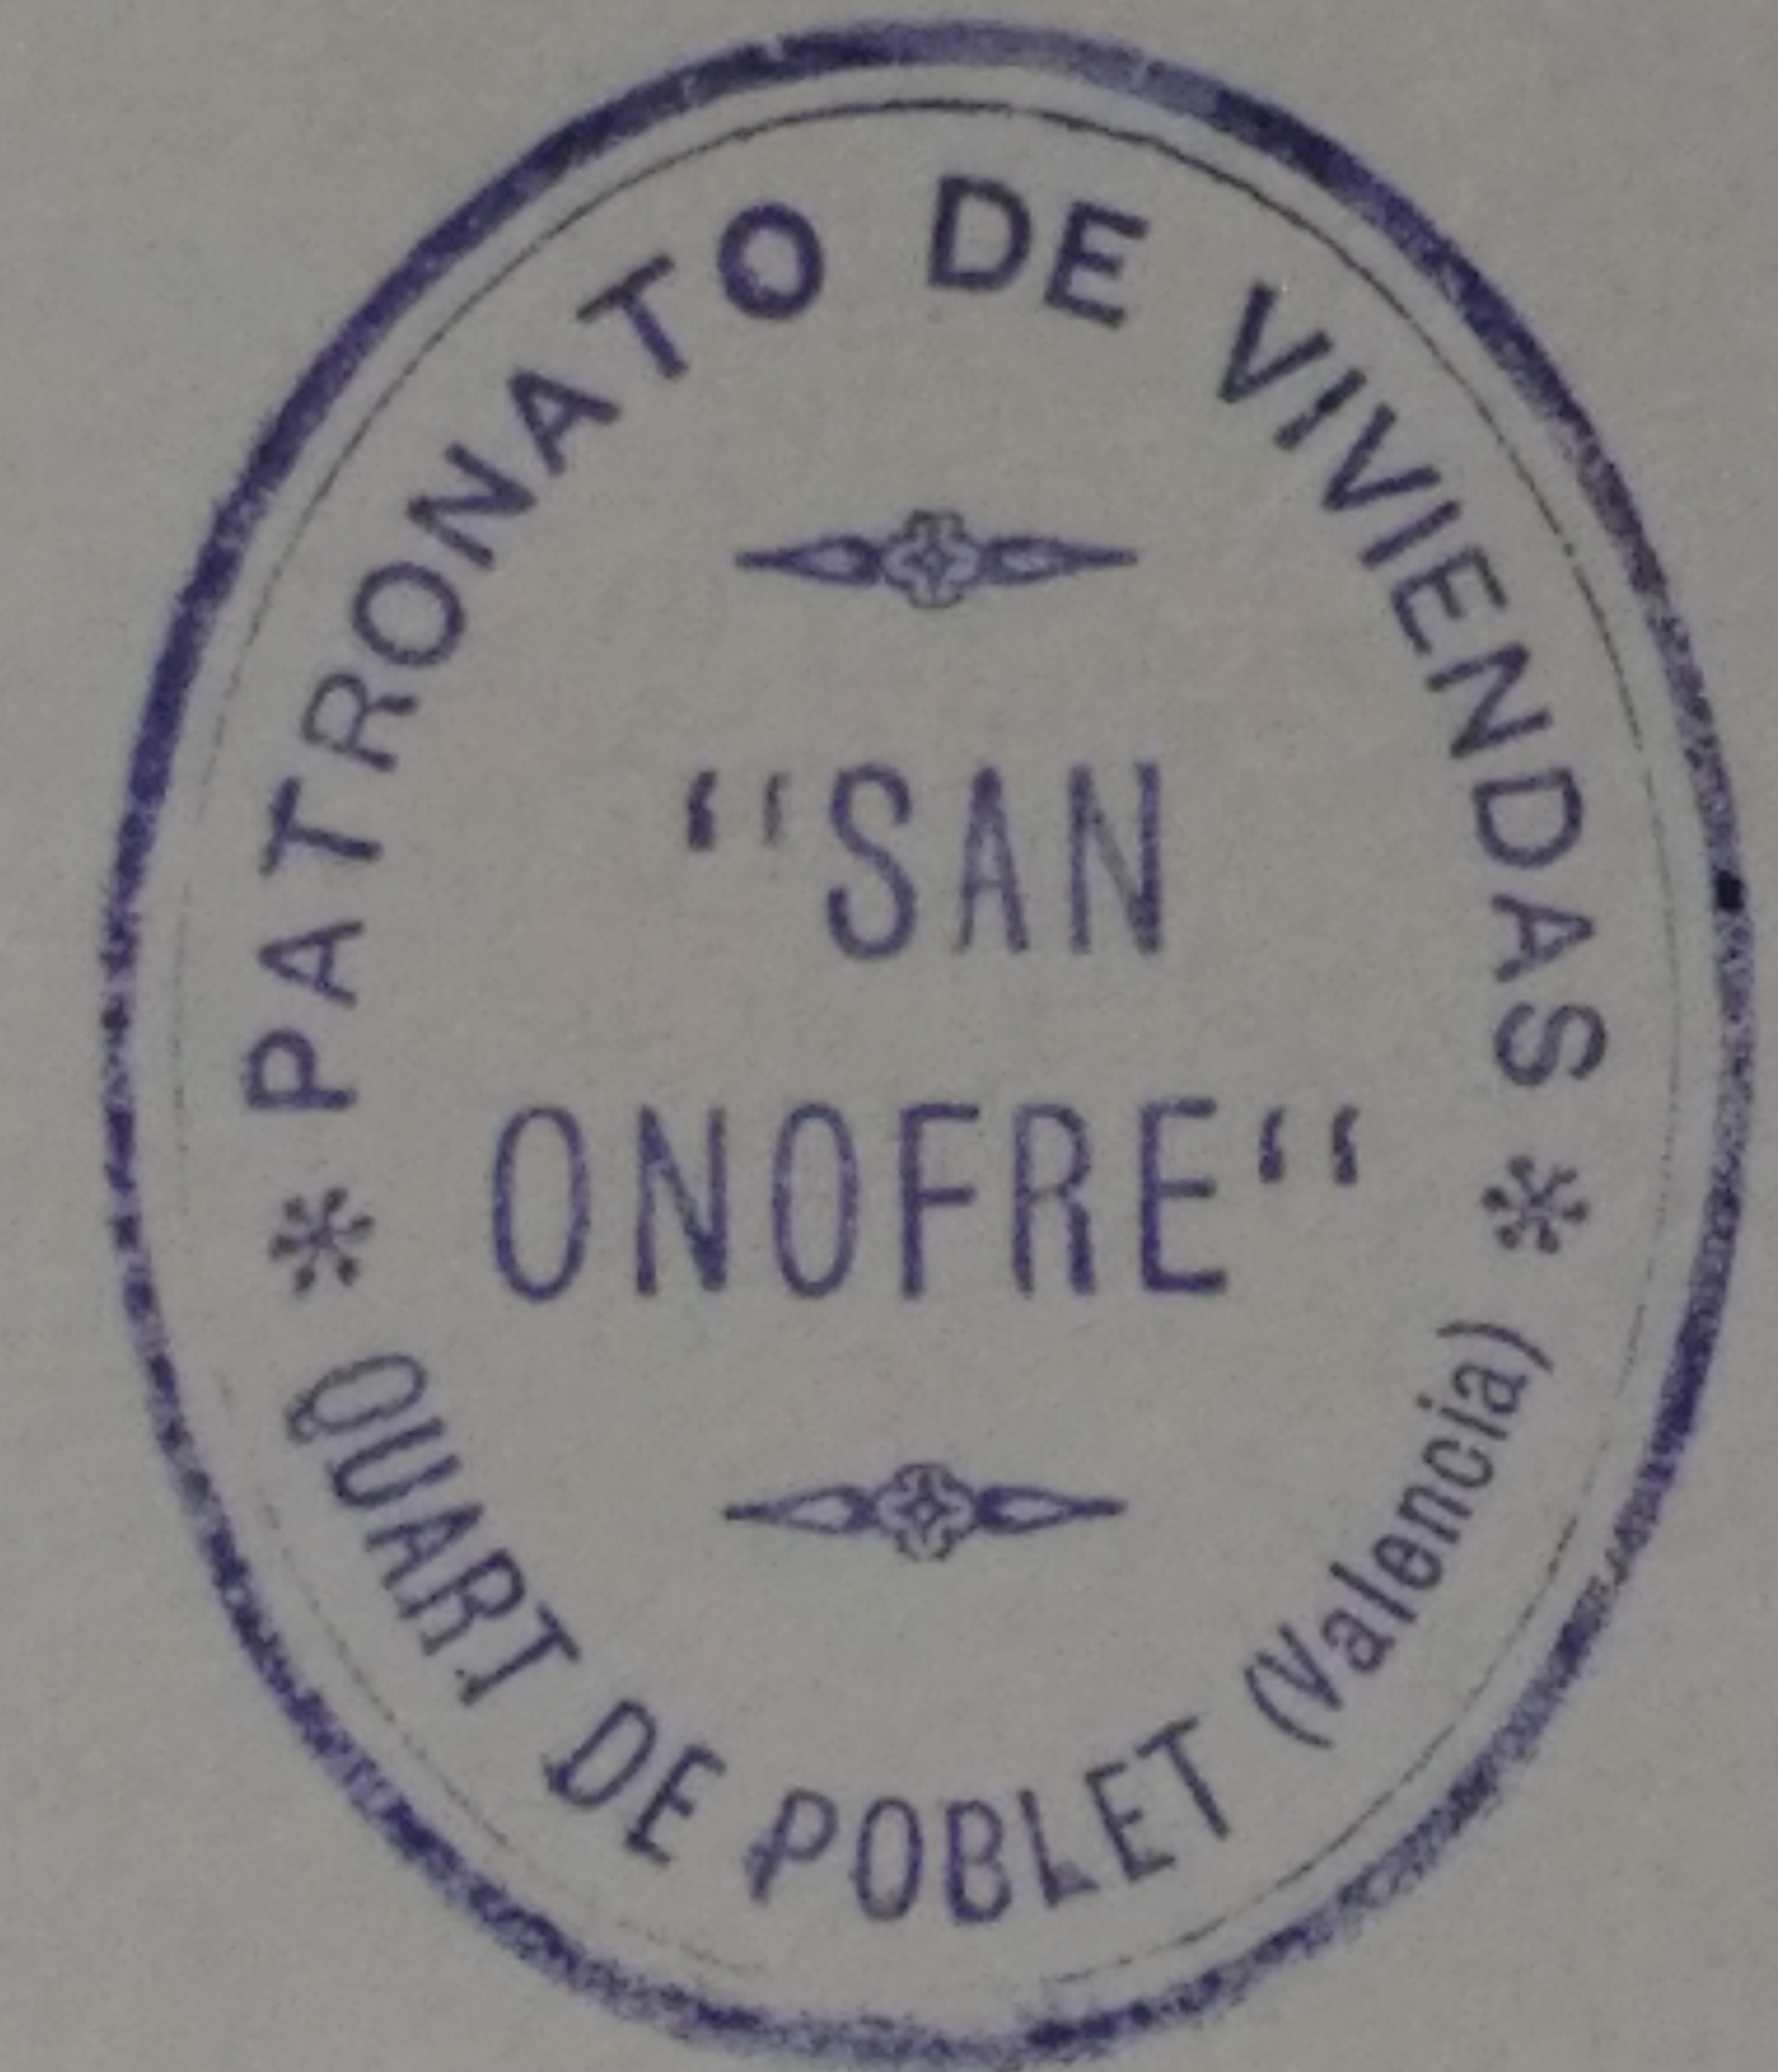 PATRONATO DE VIVIENDAS
‘‘SAN
ONOFRE‘‘
QUART DE POBLET (Valencia)